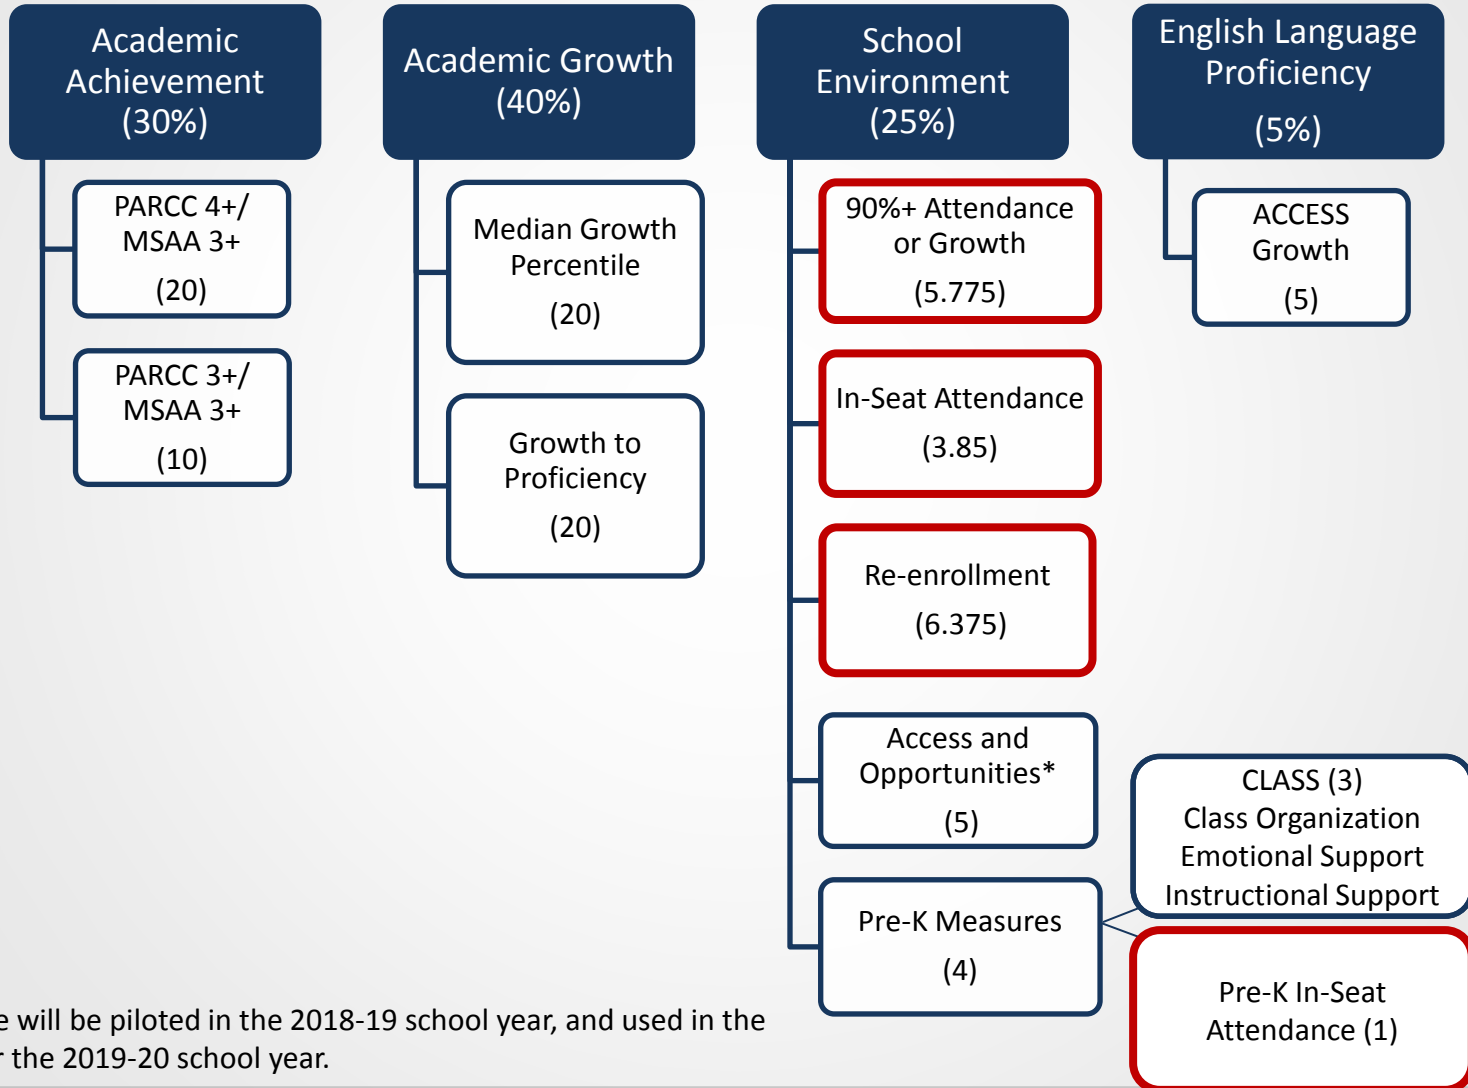 Academic
Achievement
(30%)
PARCC 4+/
MSAA 3+
(20)
PARCC 3+/
MSAA 3+
(10)
Academic Growth
(40%)
Median Growth
Percentile
(20)
Growth to
Proficiency
(20)
School
Environment
(25%)
90%+ Attendance
or Growth
(5.775)
In-Seat Attendance
(3.85)
Re-enrollment
(6.375)
Access and
Opportunities*
(5)
Pre-K Measures
(4)
CLASS (3)
Class Organization
Emotional Support
Instructional Support
Pre-K In-Seat
Attendance (1)
English Language
Proficiency
(5%)
ACCESS
Growth
(5)
will be piloted in the 2018-19 school year, and used in the
the 2019-20 school year.